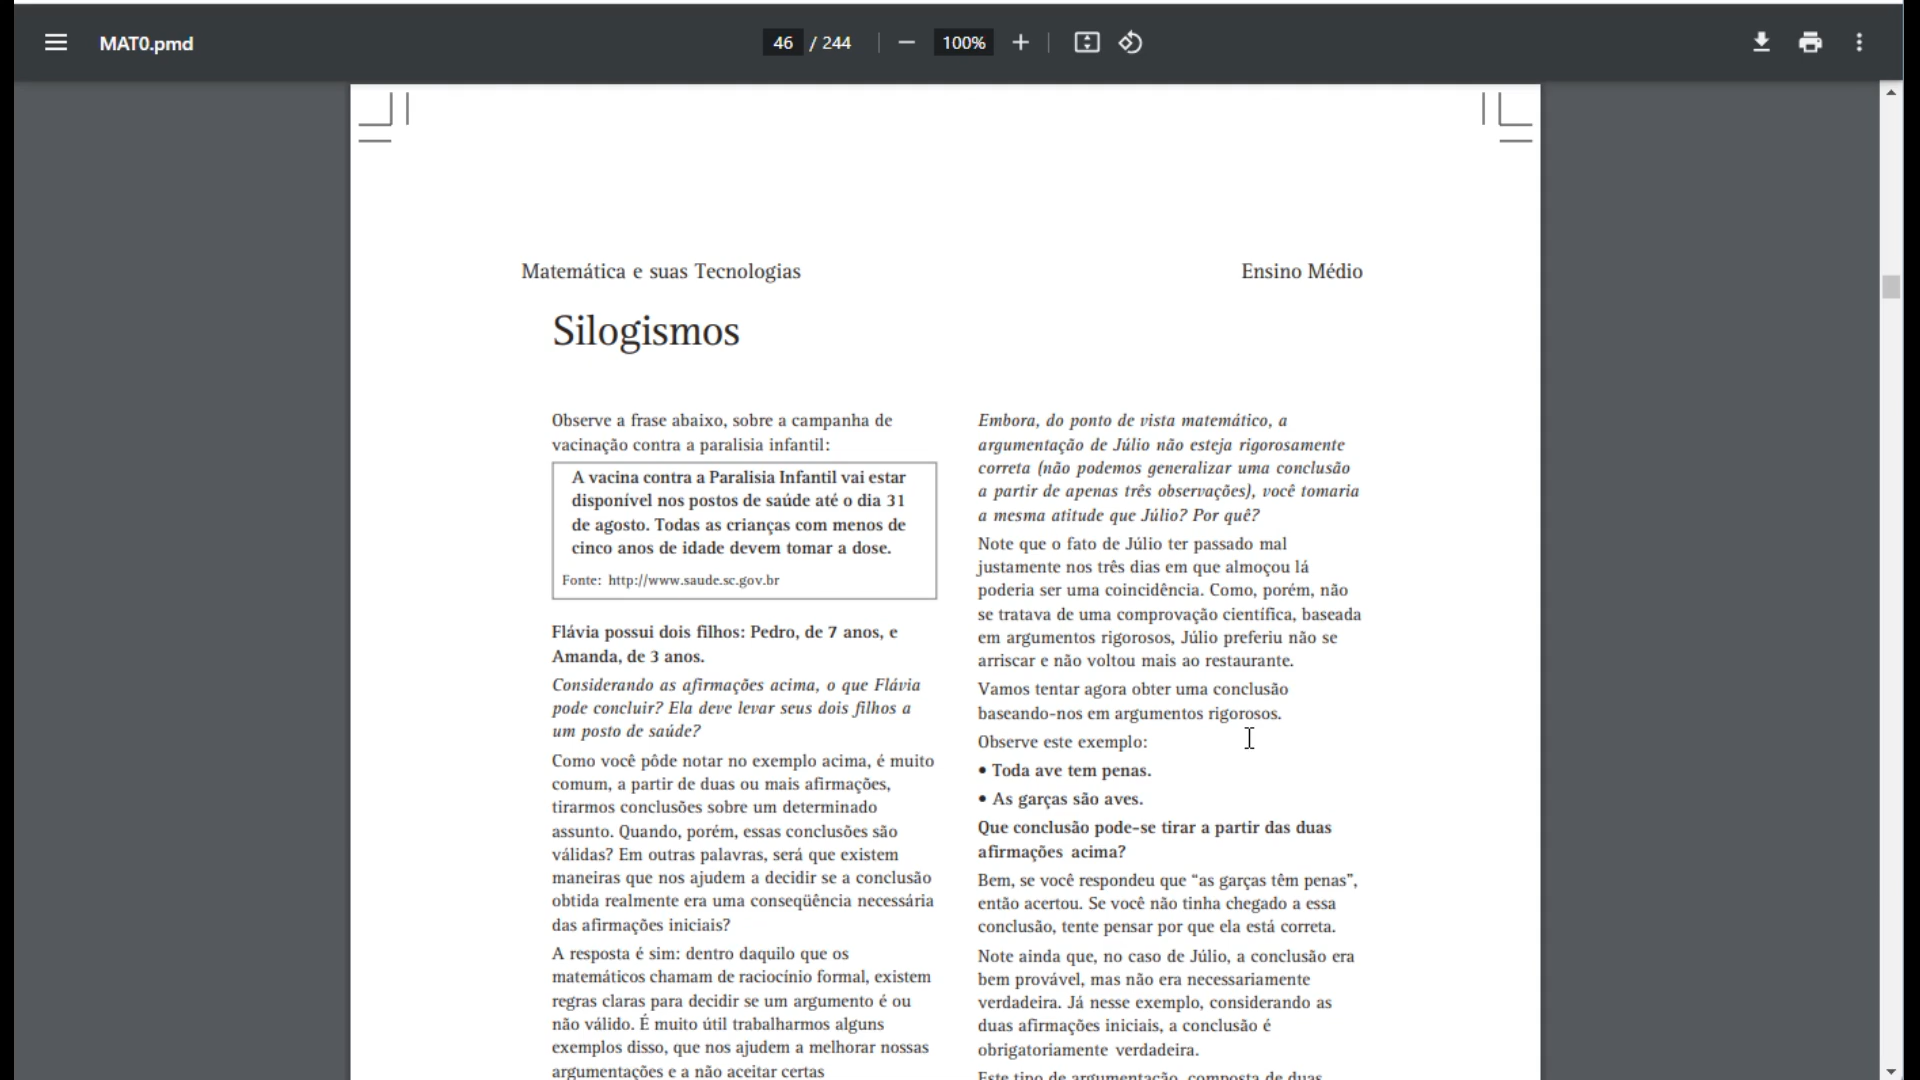 MAT0.pmd
46 / 244
100%
Matemática e suas Tecnologias
Ensino Médio
Silogismos
Observe a frase abaixo, sobre a campanha de
vacinação contra a paralisia infantil:
A vacina contra a Paralisia Infantil vai estar
disponível nos postos de saúde até o dia 31
de agosto. Todas as crianças com menos de
cinco anos de idade devem tomar a dose.
Fonte: http://www.saude.sc.gov.br
Flávia possui dois filhos: Pedro, de 7 anos, e
Amanda, de 3 anos.
Considerando as afirmações acima, o que Flávia
pode concluir? Ela deve levar seus dois filhos a
um posto de saúde?
Como você pôde notar no exemplo acima, é muito
comum, a partir de duas ou mais afirmações,
tirarmos conclusões sobre um determinado
assunto. Quando, porém, essas conclusões são
válidas? Em outras palavras, será que existem
maneiras que nos ajudem a decidir se a conclusão
obtida realmente era uma conseqüência necessária
das afirmações iniciais?
A resposta é sim: dentro daquilo que os
matemáticos chamam de raciocínio formal, existem
regras claras para decidir se um argumento é ou
não válido. É muito útil trabalharmos alguns
exemplos disso, que nos ajudem a melhorar nossas
argumentações e a não aceitar certas
Embora, do ponto de vista matemático, a
argumentação de Júlio não esteja rigorosamente
correta (não podemos generalizar uma conclusão
a partir de apenas três observações), você tomaria
a mesma atitude que Júlio? Por quê?
Note que o fato de Júlio ter passado mal
justamente nos três dias em que almoçou lá
poderia ser uma coincidência. Como, porém, não
se tratava de uma comprovação científica, baseada
em argumentos rigorosos, Júlio preferiu não se
arriscar e não voltou mais ao restaurante.
Vamos tentar agora obter uma conclusão
baseando-nos em argumentos rigorosos.
Observe este exemplo:
• Toda ave tem penas.
• As garças são aves.
Que conclusão pode-se tirar a partir das duas
afirmações acima?
Bem, se você respondeu que “as garças têm penas”,
então acertou. Se você não tinha chegado a essa
conclusão, tente pensar por que ela está correta.
Note ainda que, no caso de Júlio, a conclusão era
bem provável, mas não era necessariamente
verdadeira. Já nesse exemplo, considerando as
duas afirmações iniciais, a conclusão é
obrigatoriamente verdadeira.
Este tipo de argumentação, composta de duas